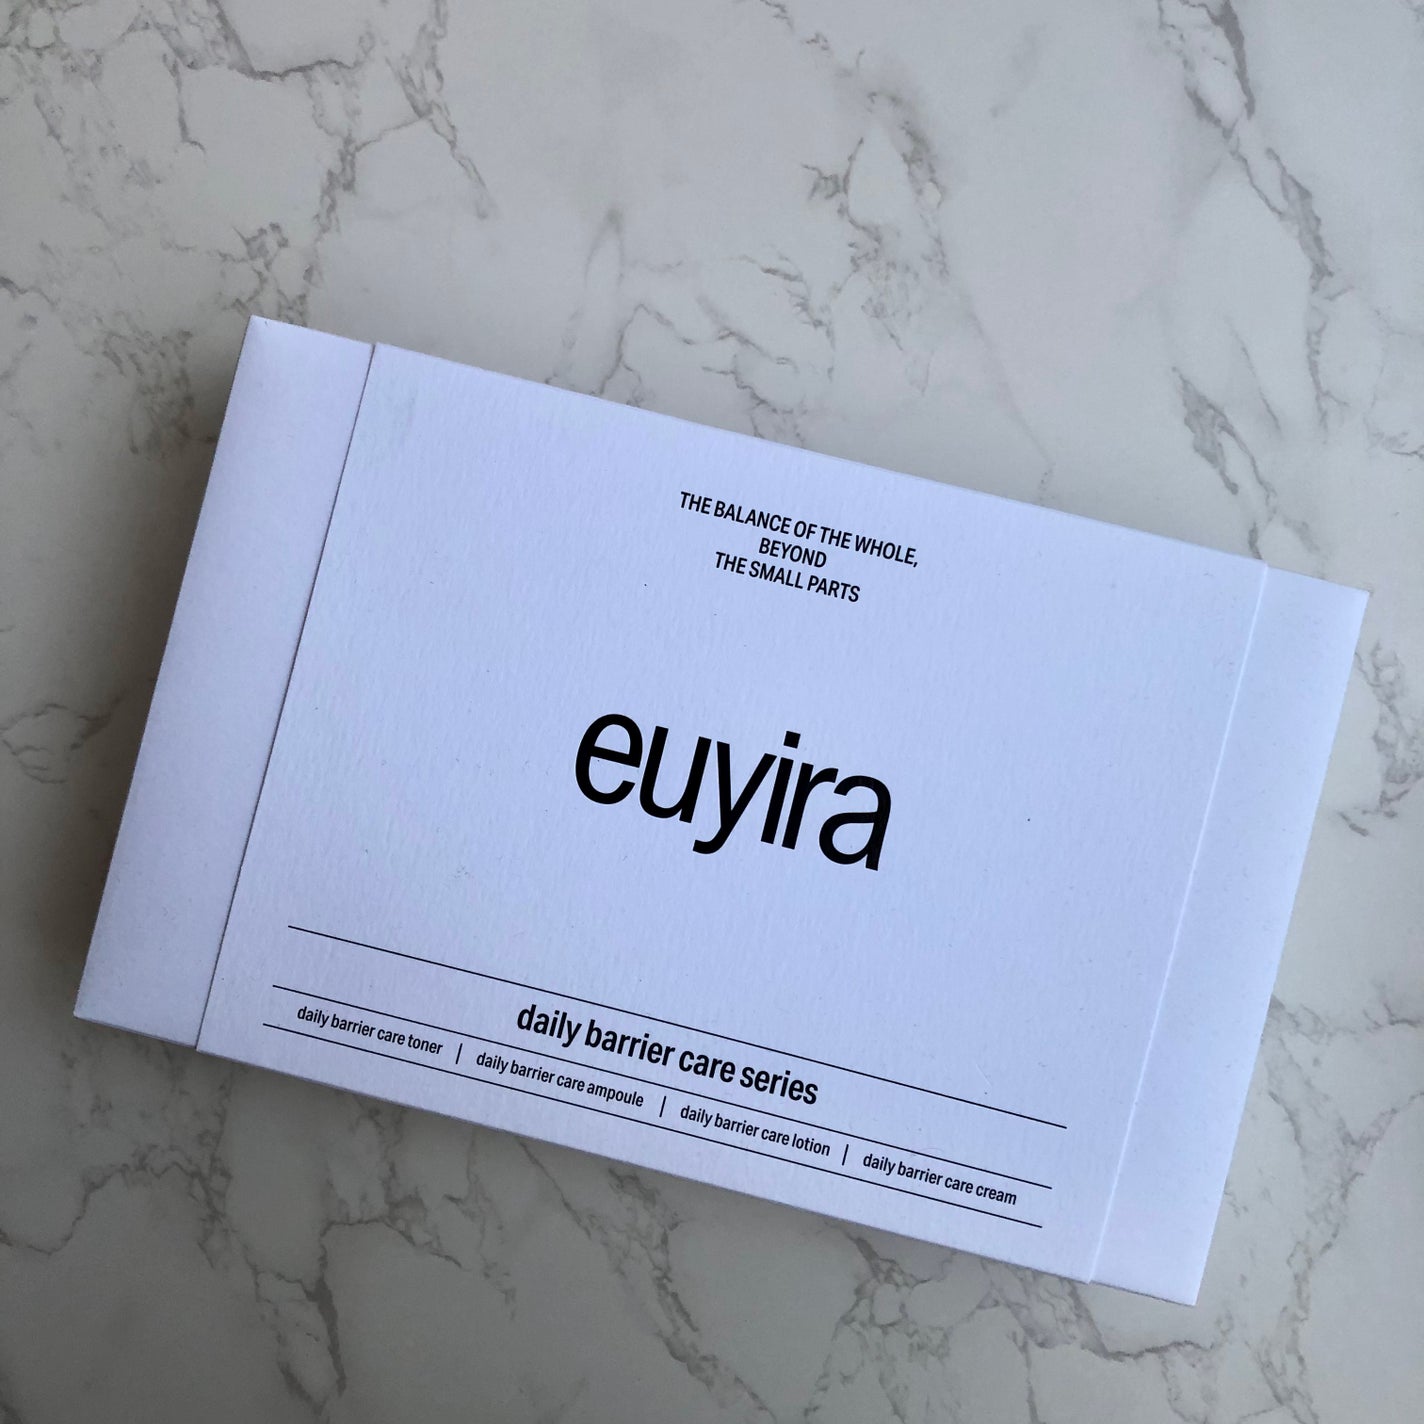 THE BALANCE OF THE WHOLE,
BEYOND
THE SMALL PARTS
euyira
daily barrier care series
daily barrier care toner | daily barrier care ampoule | daily barrier care lotion | daily barrier care cream